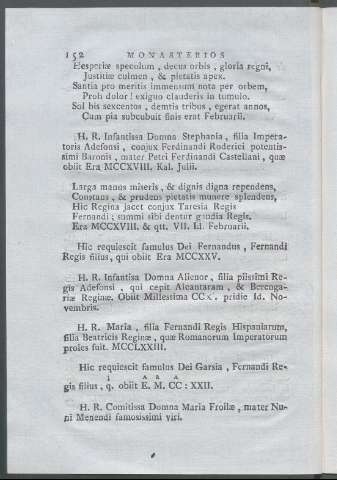 152 MONASTERIOS
Hesperiæ speculum, decus orbis, gloria regni,
Justitiæ culmen, & pietatis apex.
Santia pro meritis immensum nota per orbem,
Proh dolor! exiguo clauderis in tumulo.
Sol bis sexcentos, demtis tribus, egerat annos,
Cum pia subcubuit finis erat Februarii.
H. R. Infantissa Domna Stephania, filia Impera-
toris Adefonsi, conjux Ferdinandi Roderici potentis-
simi Baronis, mater Petri Ferdinandi Castellani, quæ
obiit Era MCCXVIII. Kal. Julii.
Larga manus miseris, & dignis digna rependens,
Constans, & prudens pietatis munere splendens,
Hic Regina jacet conjux Taresia Regis
Fernandi; summi sibi dentur gaudia Regis.
Era MCCXVIII. & qtt. VII. Id. Februarii.
Hic requiescit famulus Dei Fernandus, Fernandi
Regis filius, qui obiit Era MCCXXV.
H. R. Infantisa Domna Alienor, filia piissimi Re-
gis Adefonsi, qui cepit Alcantaram, & Berenga-
riæ Reginæ. Obiit Millessima CC pridie Id. No-
vembris.
H. R. Maria, filia Fernandi Regis Hispaniarum,
filia Beatricis Reginæ, quæ Romanorum Imperatorum
proles fuit. MCCLXXIII.
Hic requiescit famulus Dei Garsia, Fernandi Re-
gis filius, q. obiit E. M. CC: XXII.
H. R. Comitissa Domna Maria Froilæ, mater Nu-
ni Menendi famosissimi viri.